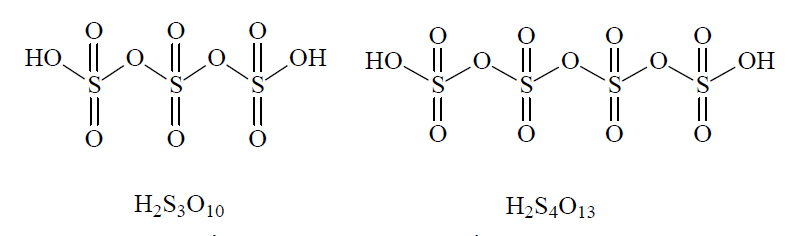 O O O O O O O
HO O O OH HO O O O OH
S S S S S S S
O O O O O O O
H₂S₃O₁₀ H₂S₄O₁₃